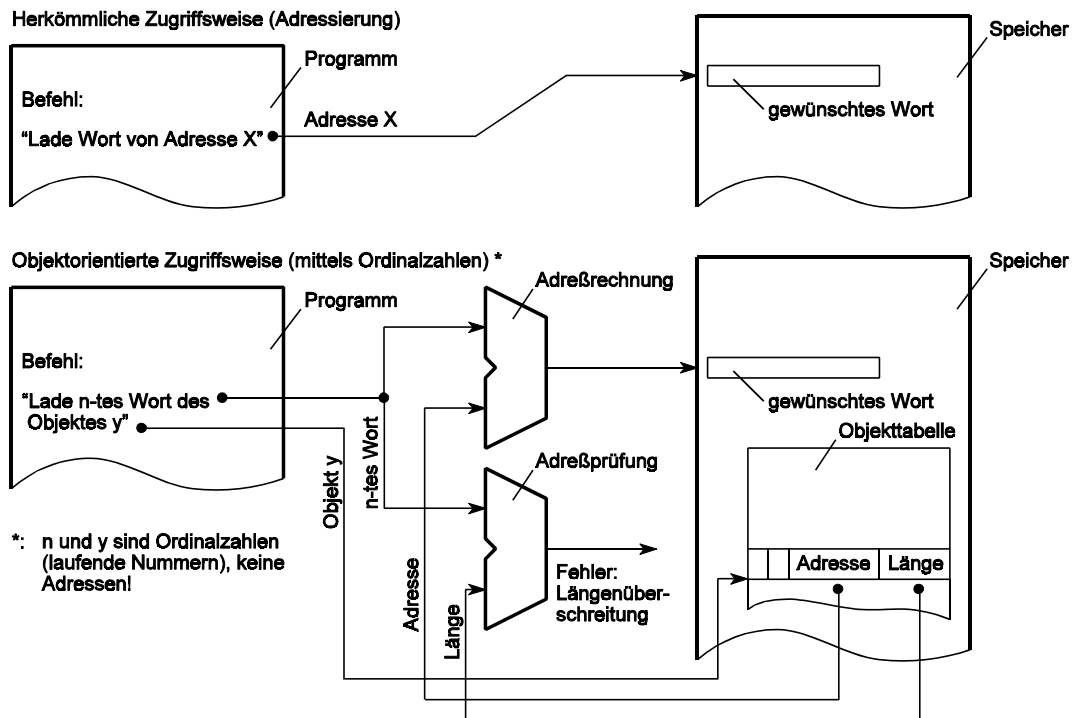 Herkömmliche Zugriffsweise (Adressierung)
Programm
Speicher
Befehl:
"Lade Wort von Adresse X"
Adresse X
gewünschtes Wort
Objektorientierte Zugriffsweise (mittels Ordinalzahlen) *
Programm
Adreßrechnung
Speicher
Befehl:
"Lade n-tes Wort des
Objektes y"
gewünschtes Wort
Objekttabelle
Adreßprüfung
Objekt y
n-tes Wort
*: n und y sind Ordinalzahlen
(laufende Nummern), keine
Adressen!
Adresse
Länge
Fehler:
Längenüber-
schreitung
Adresse
Länge